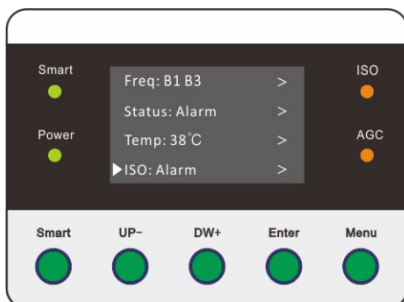 Smart
Power
Freq: B1 B3 >
Status: Alarm >
Temp: 38°C >
▶ISO: Alarm >
ISO
AGC
Smart UP- DW+ Enter Menu